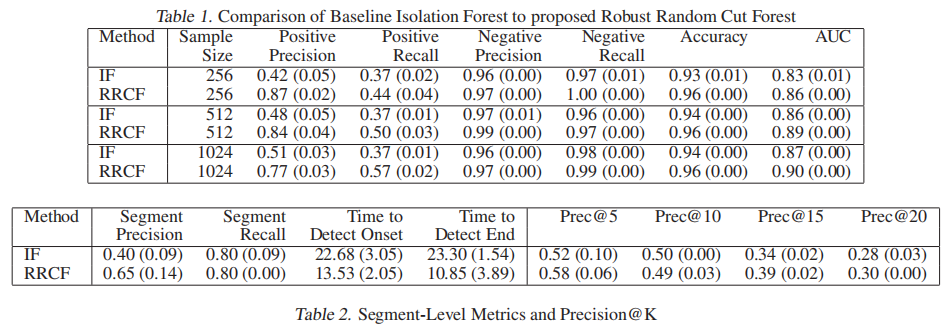 Table 1. Comparison of Baseline Isolation Forest to proposed Robust Random Cut Forest
Method Sample Positive Positive Negative Negative Accuracy AUC
Size Precision Recall Precision Recall
IF 256 0.42 (0.05) 0.37 (0.02) 0.96 (0.00) 0.97 (0.01) 0.93 (0.01) 0.83 (0.01)
RRCF 256 0.87 (0.02) 0.44 (0.04) 0.97 (0.00) 1.00 (0.00) 0.96 (0.00) 0.86 (0.00)
IF 512 0.48 (0.05) 0.37 (0.01) 0.97 (0.01) 0.96 (0.00) 0.94 (0.00) 0.86 (0.00)
RRCF 512 0.84 (0.04) 0.50 (0.03) 0.99 (0.00) 0.97 (0.00) 0.96 (0.00) 0.89 (0.00)
IF 1024 0.51 (0.03) 0.37 (0.01) 0.96 (0.00) 0.98 (0.00) 0.94 (0.00) 0.87 (0.00)
RRCF 1024 0.77 (0.03) 0.57 (0.02) 0.97 (0.00) 0.99 (0.00) 0.96 (0.00) 0.90 (0.00)
Method Segment Segment Time to Time to Prec@5 Prec@10 Prec@15 Prec@20
Precision Recall Detect Onset Detect End
IF 0.40 (0.09) 0.80 (0.09) 22.68 (3.05) 23.30 (1.54) 0.52 (0.10) 0.50 (0.00) 0.34 (0.02) 0.28 (0.03)
RRCF 0.65 (0.14) 0.80 (0.00) 13.53 (2.05) 10.85 (3.89) 0.58 (0.06) 0.49 (0.03) 0.39 (0.02) 0.30 (0.00)
Table 2. Segment-Level Metrics and Precision@K